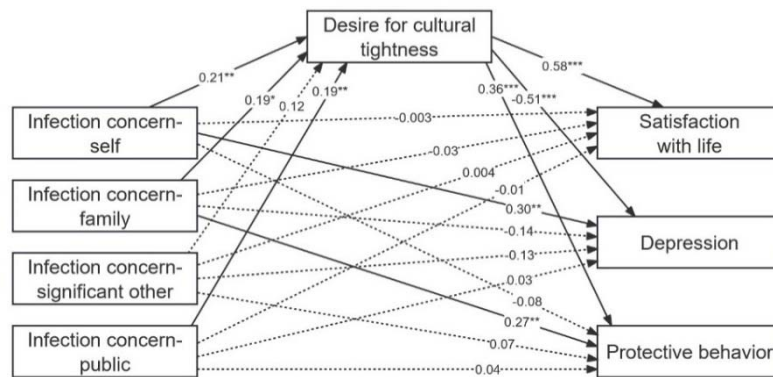 Desire for cultural
tightness
0.58***
0.21**
0.19*
0.12
0.19**
0.36***
-0.51***
Infection concern-
self
-0.003
Satisfaction
with life
-0.03
0.004
-0.01
Infection concern-
family
0.30**
-0.14
Depression
-0.13
Infection concern-
significant other
0.03
-0.08
0.27**
Infection concern-
public
0.07
0.04
Protective behavior